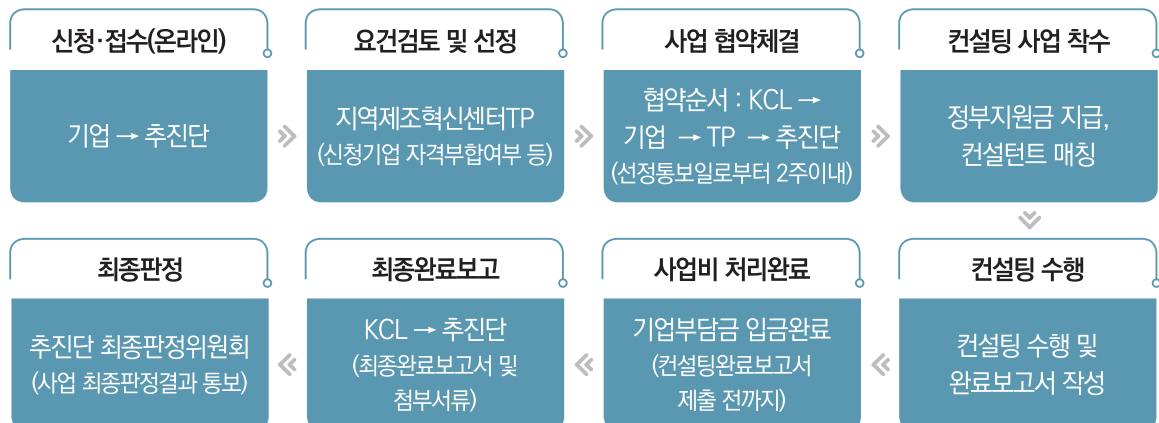 신청·접수(온라인)
기업 → 추진단
요건검토 및 선정
지역제조혁신센터TP
(신청기업 자격부합여부 등)
사업 협약체결
협약순서 : KCL →
기업 → TP → 추진단
(선정통보일로부터 2주이내)
컨설팅 사업 착수
정부지원금 지급,
컨설턴트 매칭
컨설팅 수행
컨설팅 수행 및
완료보고서 작성
사업비 처리완료
기업부담금 입금완료
(컨설팅완료보고서
제출 전까지)
최종완료보고
KCL → 추진단
(최종완료보고서 및
첨부서류)
최종판정
추진단 최종판정위원회
(사업 최종판정결과 통보)